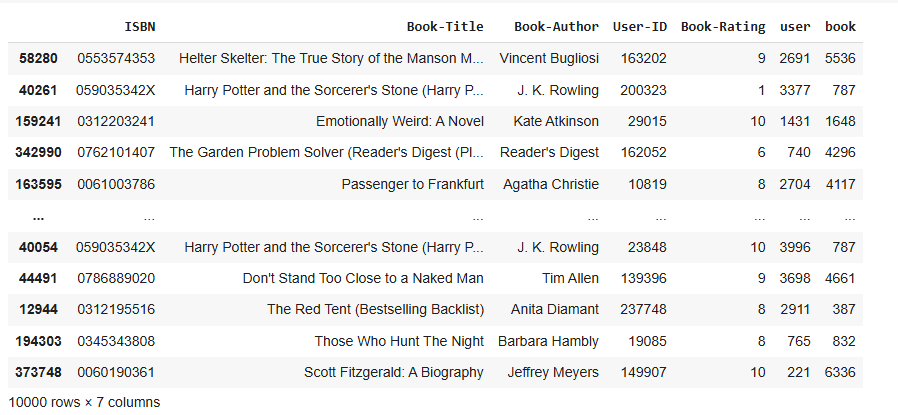 ISBN Book-Title Book-Author User-ID Book-Rating user book
58280 0553574353 Helter Skelter: The True Story of the Manson M... Vincent Bugliosi 163202 9 2691 5536
40261 059035342X Harry Potter and the Sorcerer's Stone (Harry P... J. K. Rowling 200323 1 3377 787
159241 0312203241 Emotionally Weird: A Novel Kate Atkinson 29015 10 1431 1648
342990 0762101407 The Garden Problem Solver (Reader's Digest (Pl... Reader's Digest 162052 6 740 4296
163595 0061003786 Passenger to Frankfurt Agatha Christie 10819 8 2704 4117
... ... ... ... ... ... ... ...
40054 059035342X Harry Potter and the Sorcerer's Stone (Harry P... J. K. Rowling 23848 10 3996 787
44491 0786889020 Don't Stand Too Close to a Naked Man Tim Allen 139396 9 3698 4661
12944 0312195516 The Red Tent (Bestselling Backlist) Anita Diamant 237748 8 2911 387
194303 0345343808 Those Who Hunt The Night Barbara Hambly 19085 8 765 832
373748 0060190361 Scott Fitzgerald: A Biography Jeffrey Meyers 149907 10 221 6336
10000 rows × 7 columns